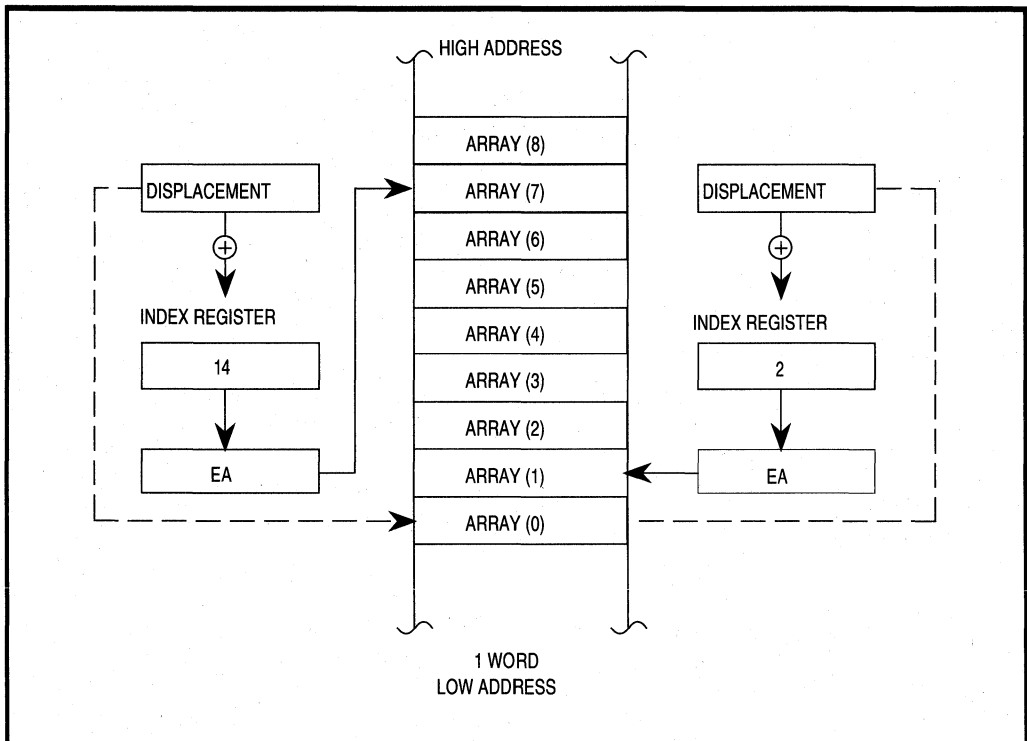 HIGH ADDRESS
ARRAY (8)
DISPLACEMENT
ARRAY (7)
DISPLACEMENT
ARRAY (6)
ARRAY (5)
INDEX REGISTER
ARRAY (4)
INDEX REGISTER
14
ARRAY (3)
2
ARRAY (2)
EA
ARRAY (1)
EA
ARRAY (0)
1 WORD
LOW ADDRESS